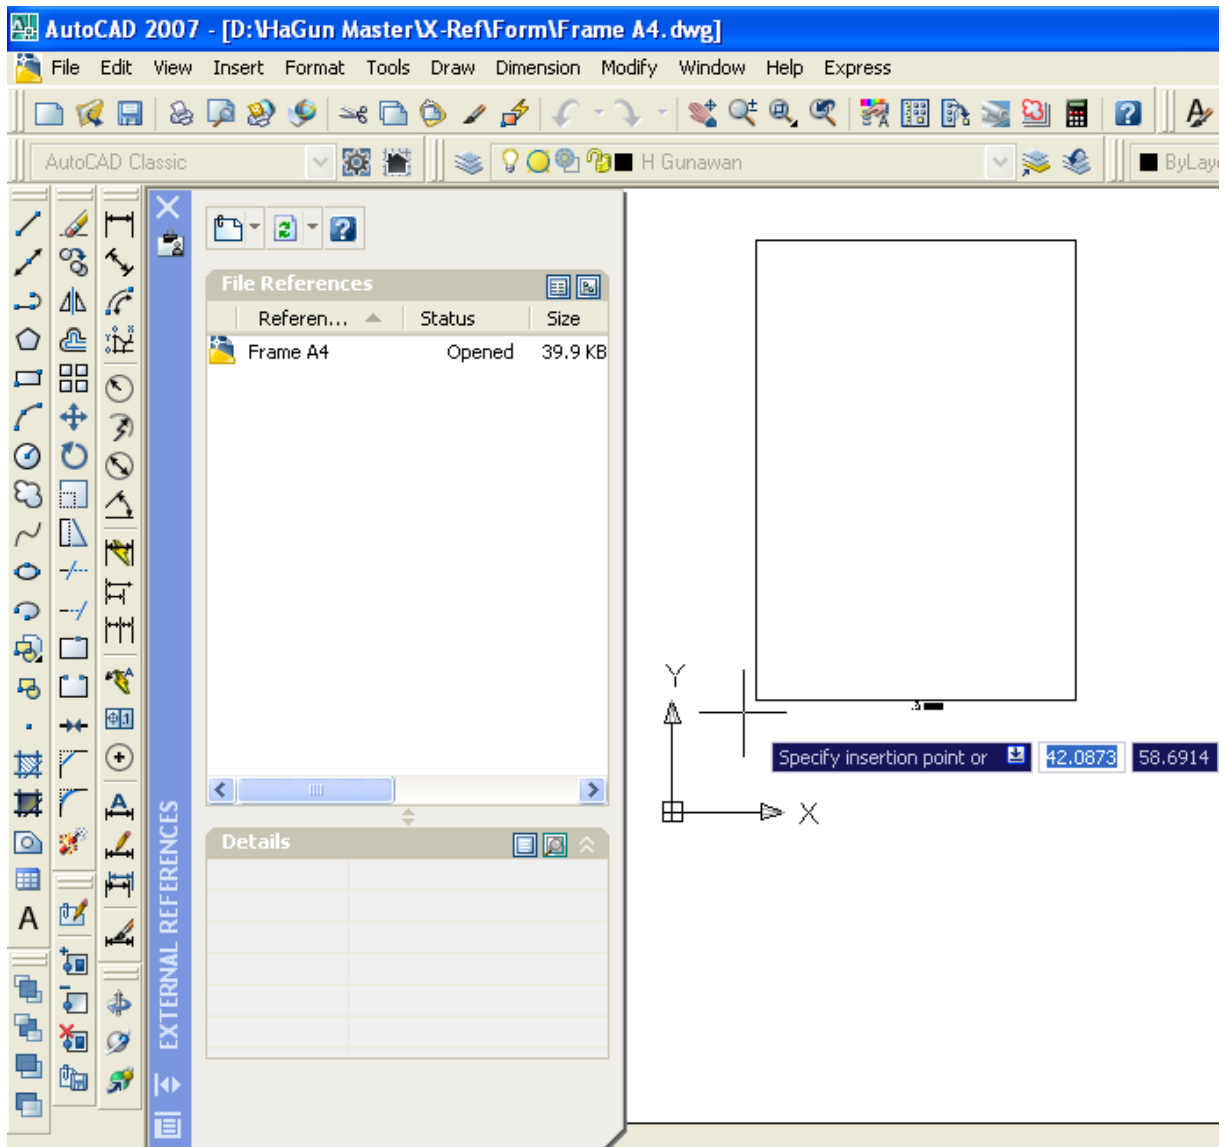 AutoCAD 2007 - [D:\HaGun Master\X-Ref\Form\Frame A4.dwg]
File Edit View Insert Format Tools Draw Dimension Modify Window Help Express
AutoCAD Classic
H Gunawan
ByLaye
File References
Referen... Status Size
Frame A4 Opened 39.9 KB
Y
Specify insertion point or 42.0873 58.6914
X
Details
EXTERNAL REFERENCES